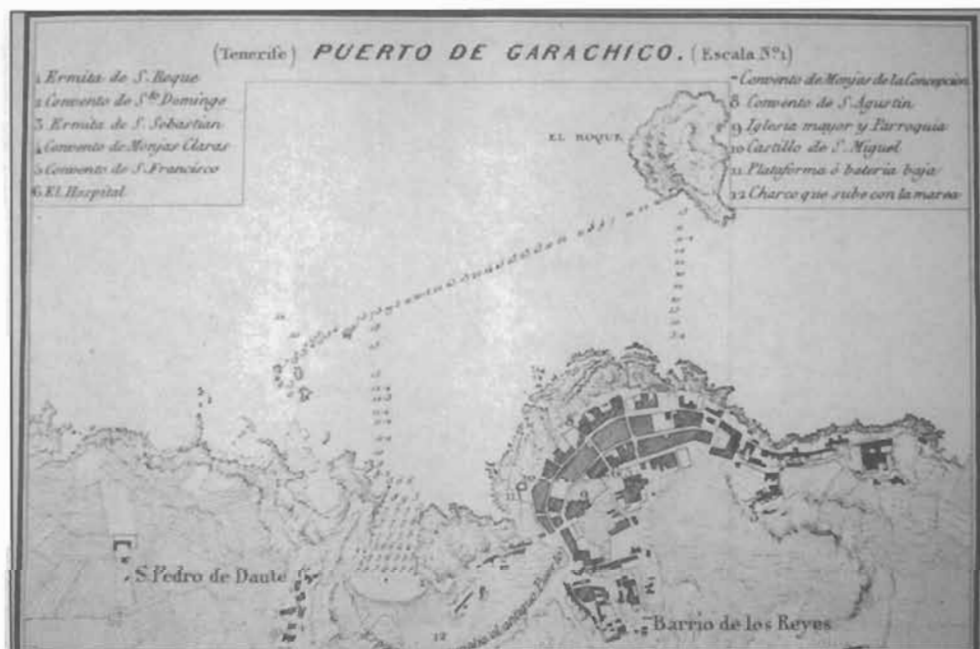 (Tenerife) PUERTO DE GARACHICO. (Escala Nº1)
1 Ermita de S. Roque
2 Convento de Sto Domingo
3 Ermita de S. Sebastian
4 Convento de Monjas Claras
5 Convento de S. Francisco
6 El Hospital
7 Convento de Monjas de la Concepcion
8 Convento de S. Agustin
9 Iglesia mayor y Parroquia
10 Castillo de S. Miguel
11 Plataforma ó bateria baja
12 Charco que sube con la marea
EL ROQUE
11
9
S. Pedro de Daute
12
antiguo
Barrio de los Reyes